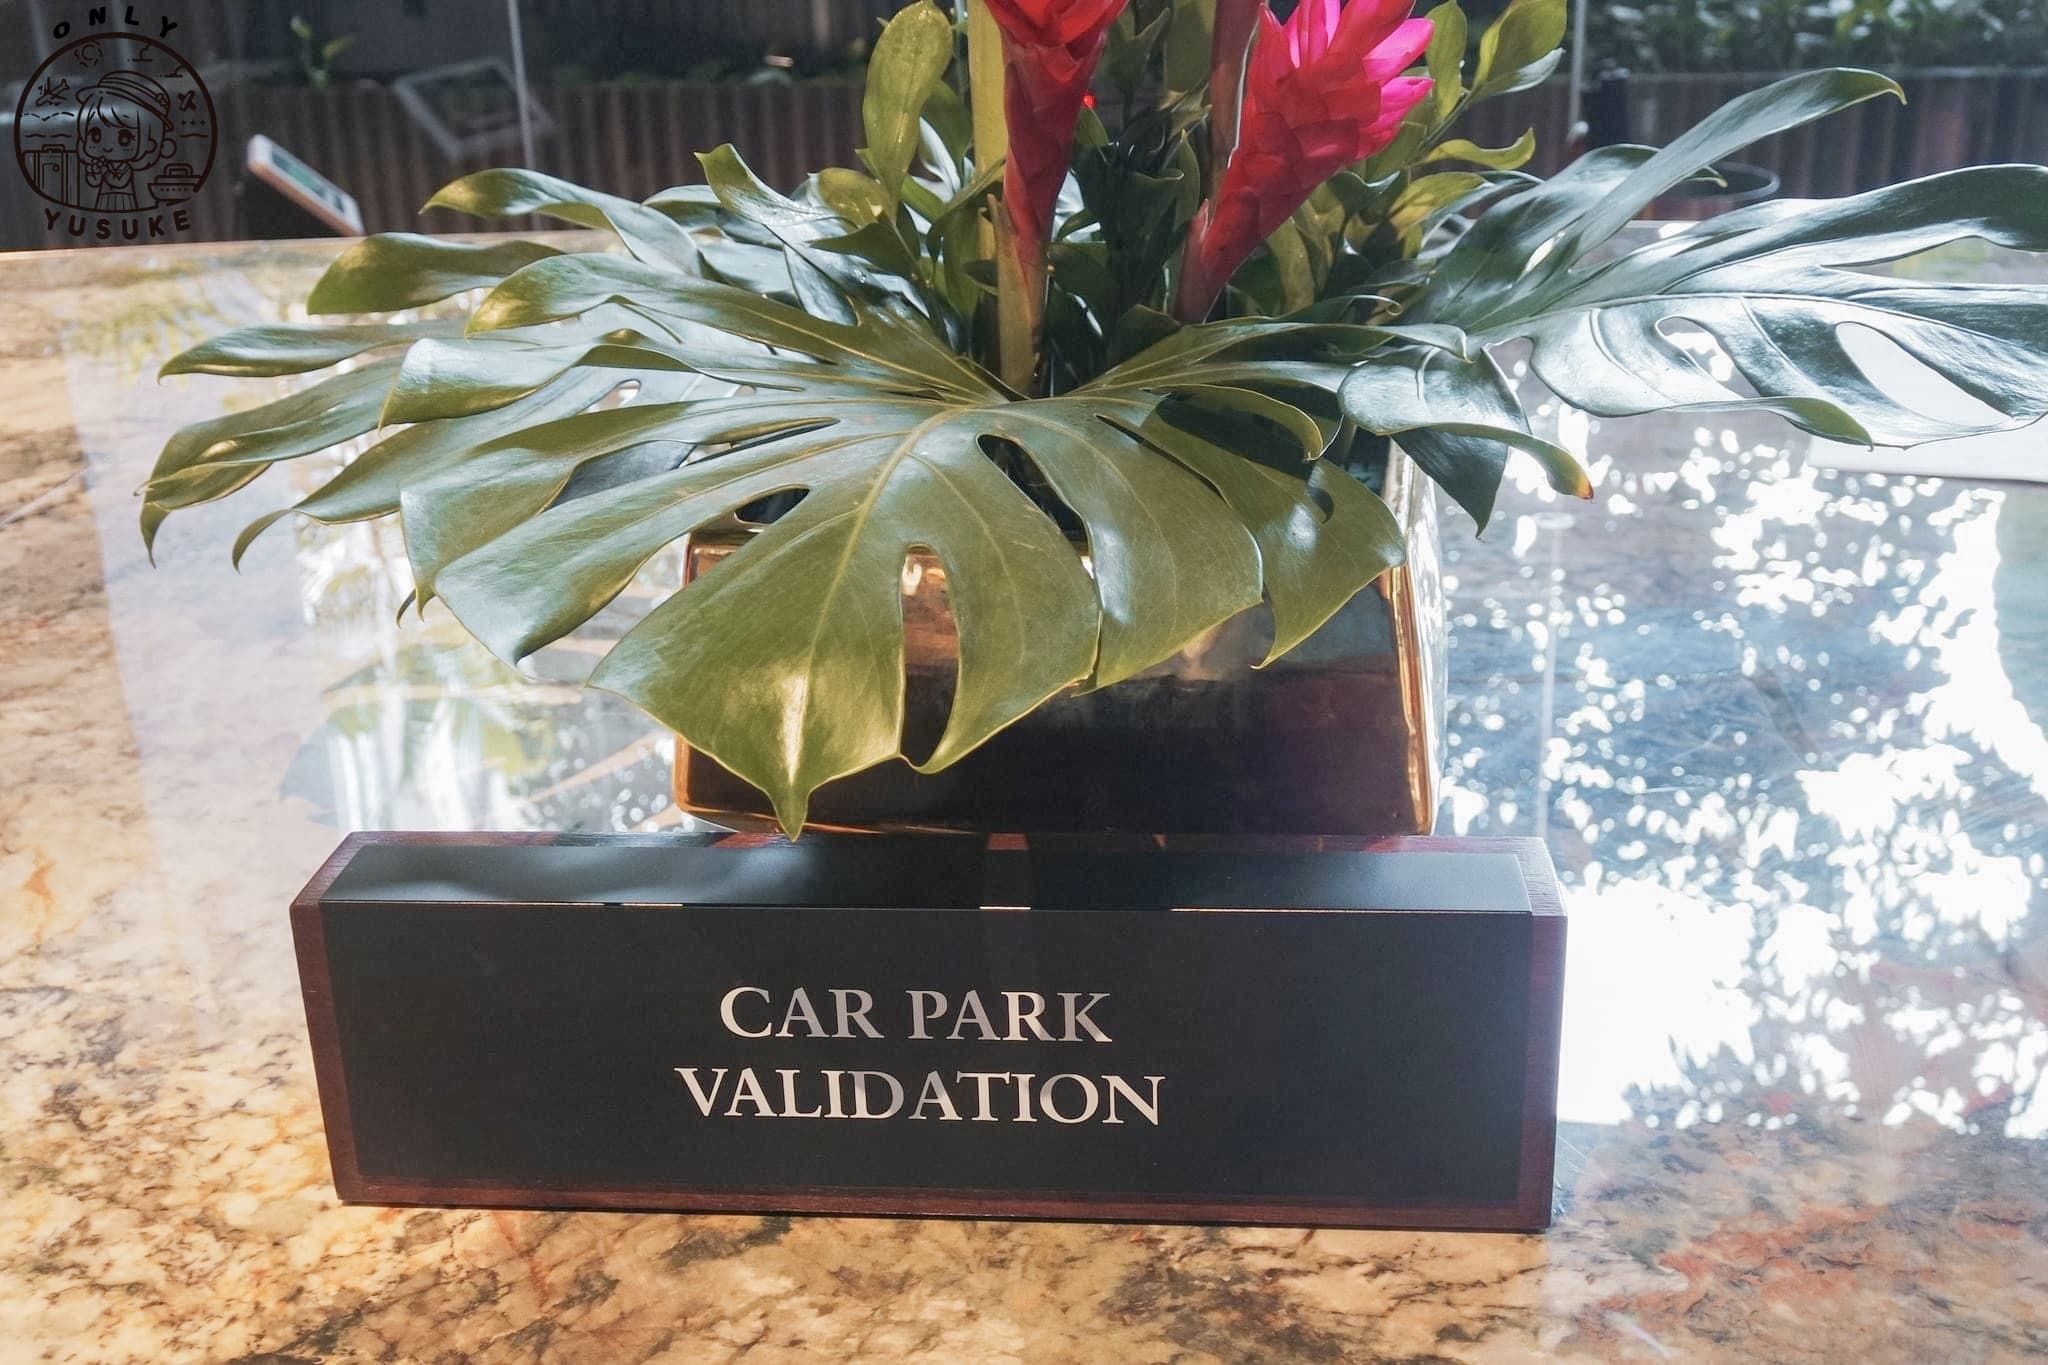 ONLY
YUSUKE
CAR PARK
VALIDATION